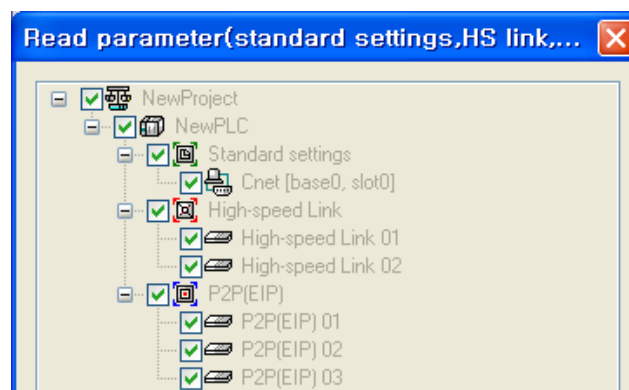 Read parameter(standard settings,HS link,...
NewProject
NewPLC
Standard settings
Cnet [base0, slot0]
High-speed Link
High-speed Link 01
High-speed Link 02
P2P(EIP)
P2P(EIP) 01
P2P(EIP) 02
P2P(EIP) 03